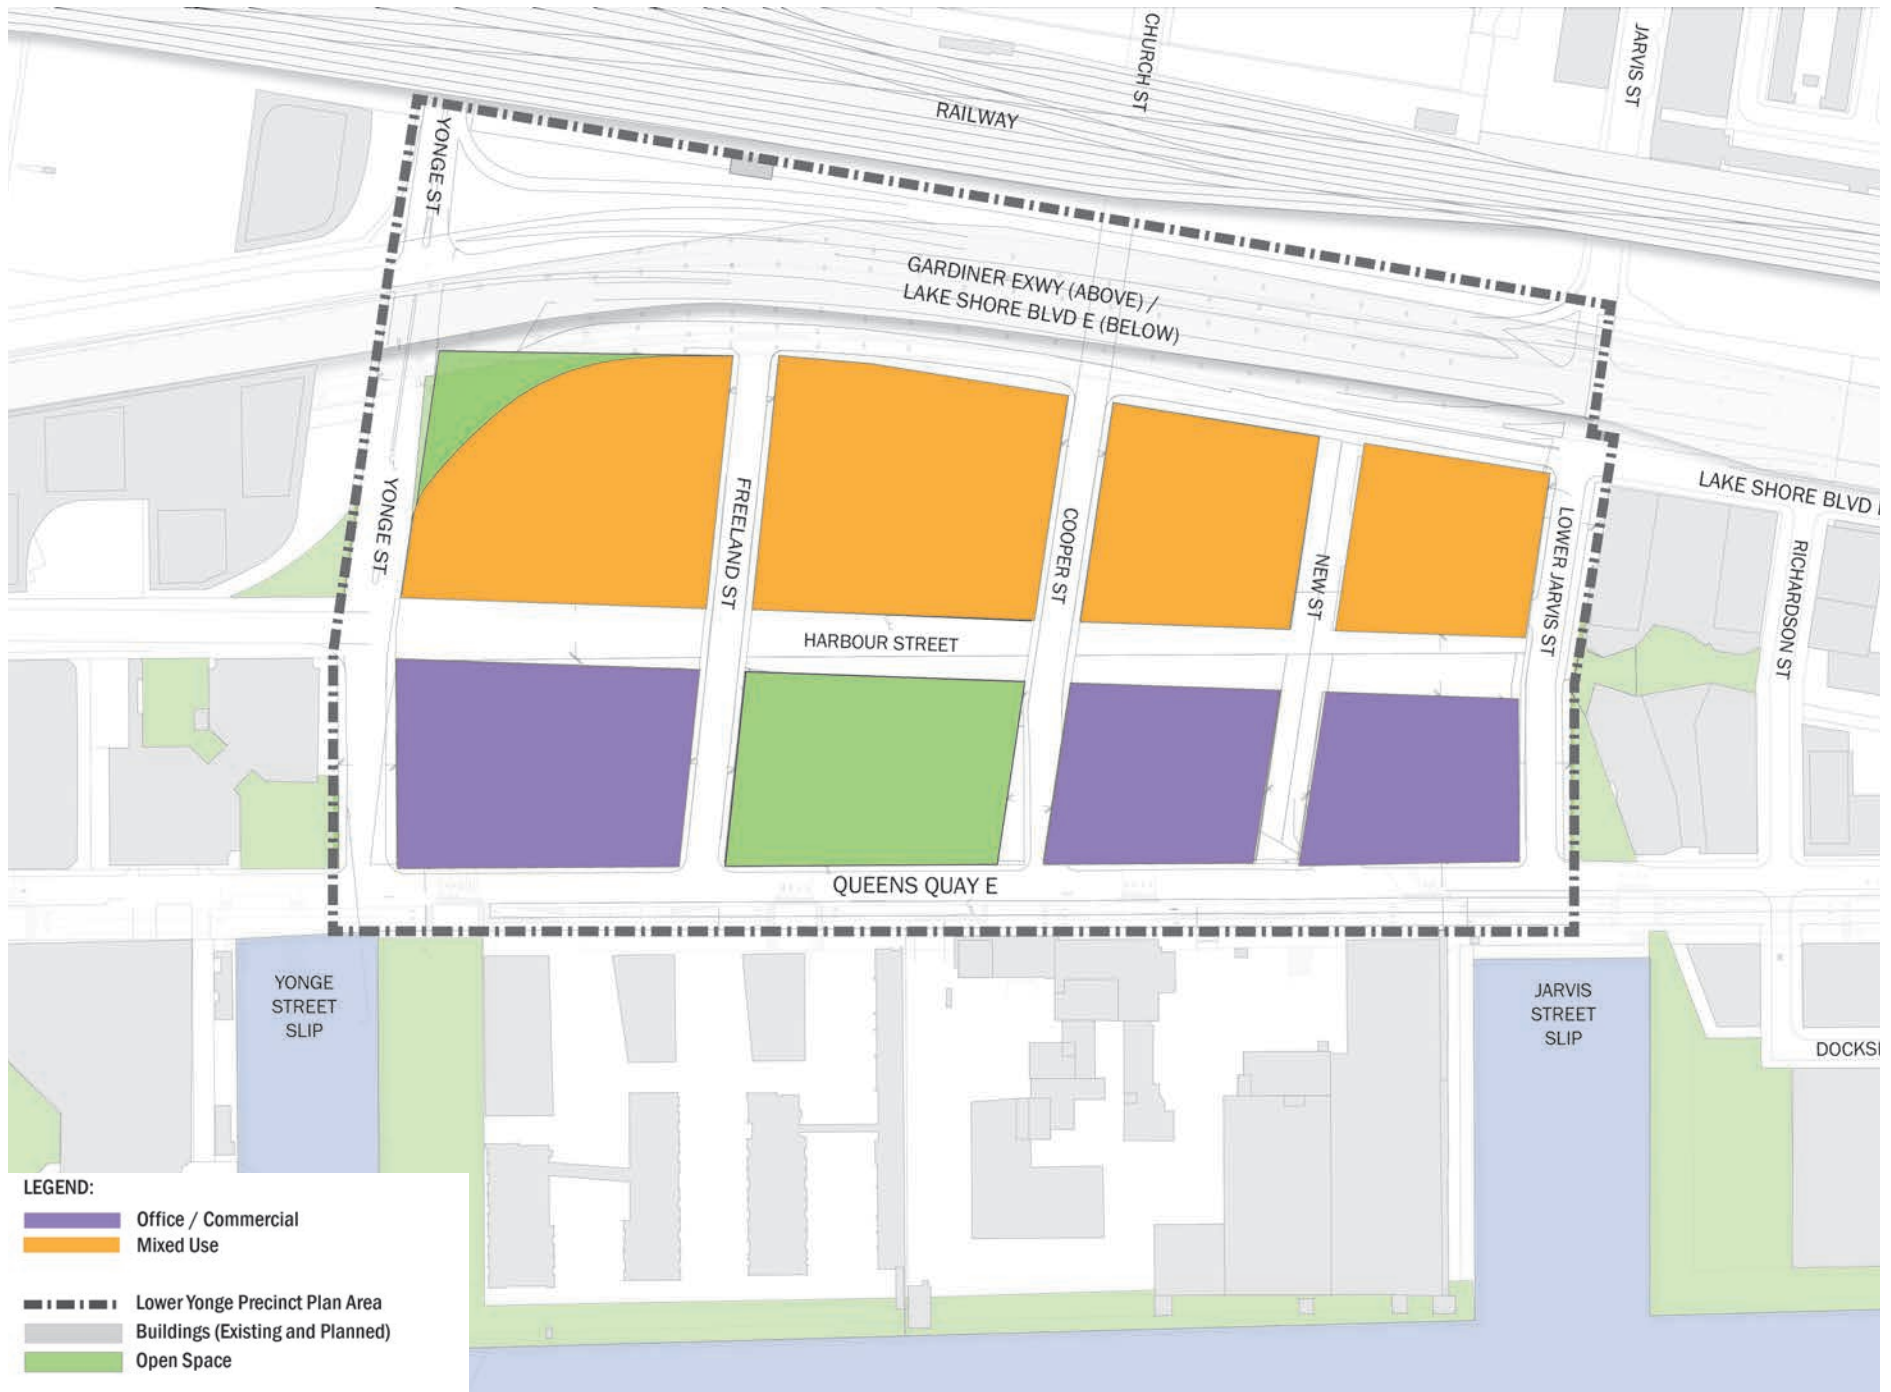 CHURCH ST
JARVIS ST
RAILWAY
YONGE ST
GARDINER EXWY (ABOVE) /
LAKE SHORE BLVD E (BELOW)
YONGE ST
FREELAND ST
COOPER ST
NEW ST
LOWER JARVIS ST
LAKE SHORE BLVD
RICHARDSON ST
HARBOUR STREET
QUEENS QUAY E
YONGE
STREET
SLIP
JARVIS
STREET
SLIP
DOCKSI
LEGEND:
Office / Commercial
Mixed Use
Lower Yonge Precinct Plan Area
Buildings (Existing and Planned)
Open Space